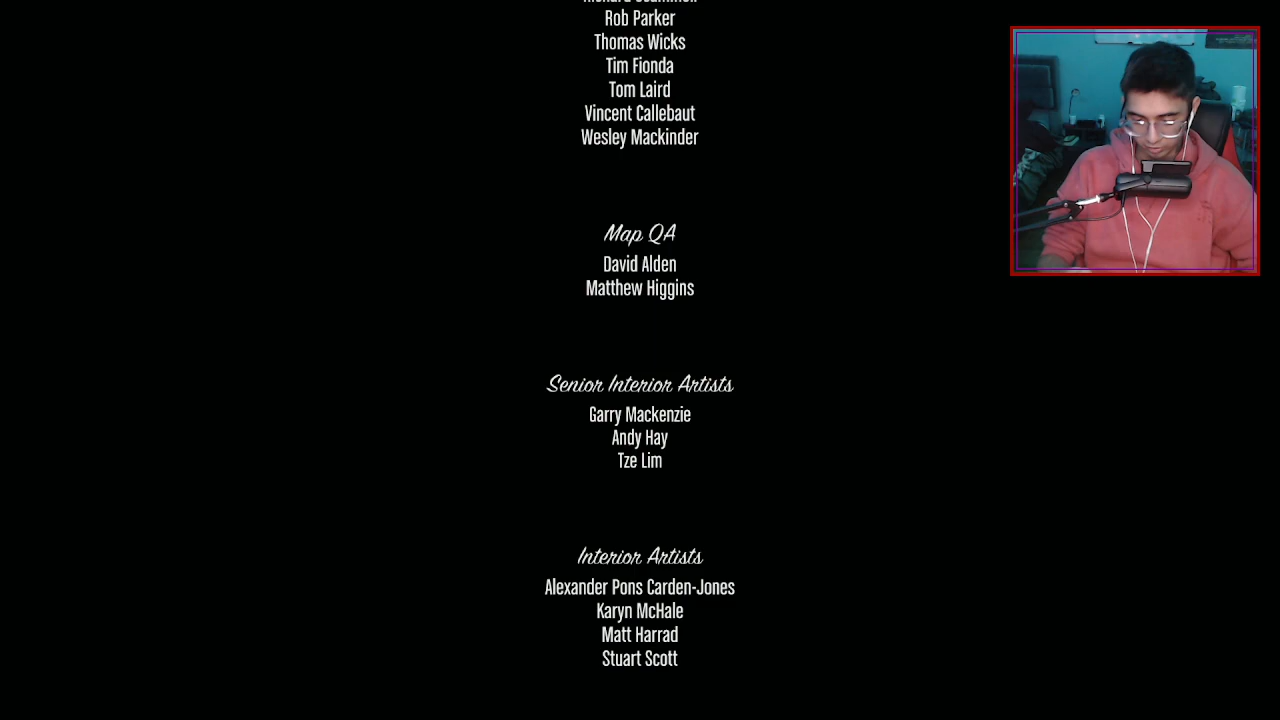 Rob Parker
Thomas Wicks
Tim Fionda
Tom Laird
Vincent Callebaut
Wesley Mackinder
Map QA
David Alden
Matthew Higgins
Senior Interior Artists
Garry Mackenzie
Andy Hay
Tze Lim
Interior Artists
Alexander Pons Carden-Jones
Karyn McHale
Matt Harrad
Stuart Scott